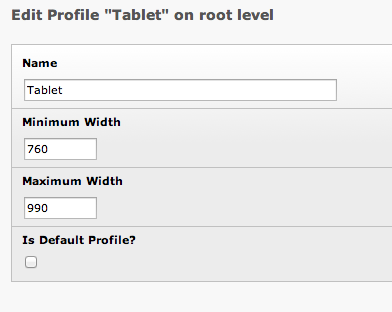 Edit Profile "Tablet" on root level
Name
Tablet
Minimum Width
760
Maximum Width
990
Is Default Profile?